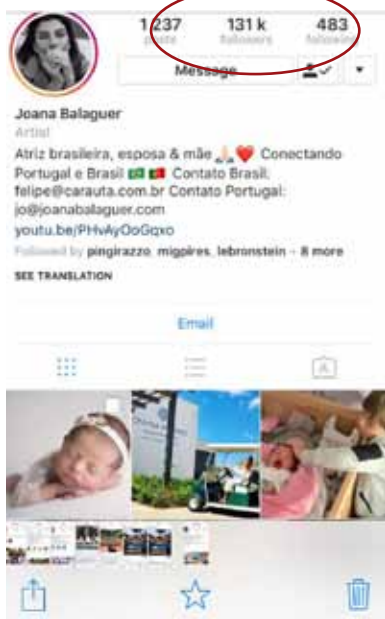 1 237 131 k 483
posts followers following
Message
Joana Balaguer
Artist
Atriz brasileira, esposa & mãe 🙏🏻❤️ Conectando
Portugal e Brasil 🇧🇷 🇵🇹 Contato Brasil:
felipe@carauta.com.br Contato Portugal:
jo@joanabalaguer.com
youtu.be/PHvAyOoGqxo
Followed by pingirazzo, migpires, lebronstein + 8 more
SEE TRANSLATION
Email